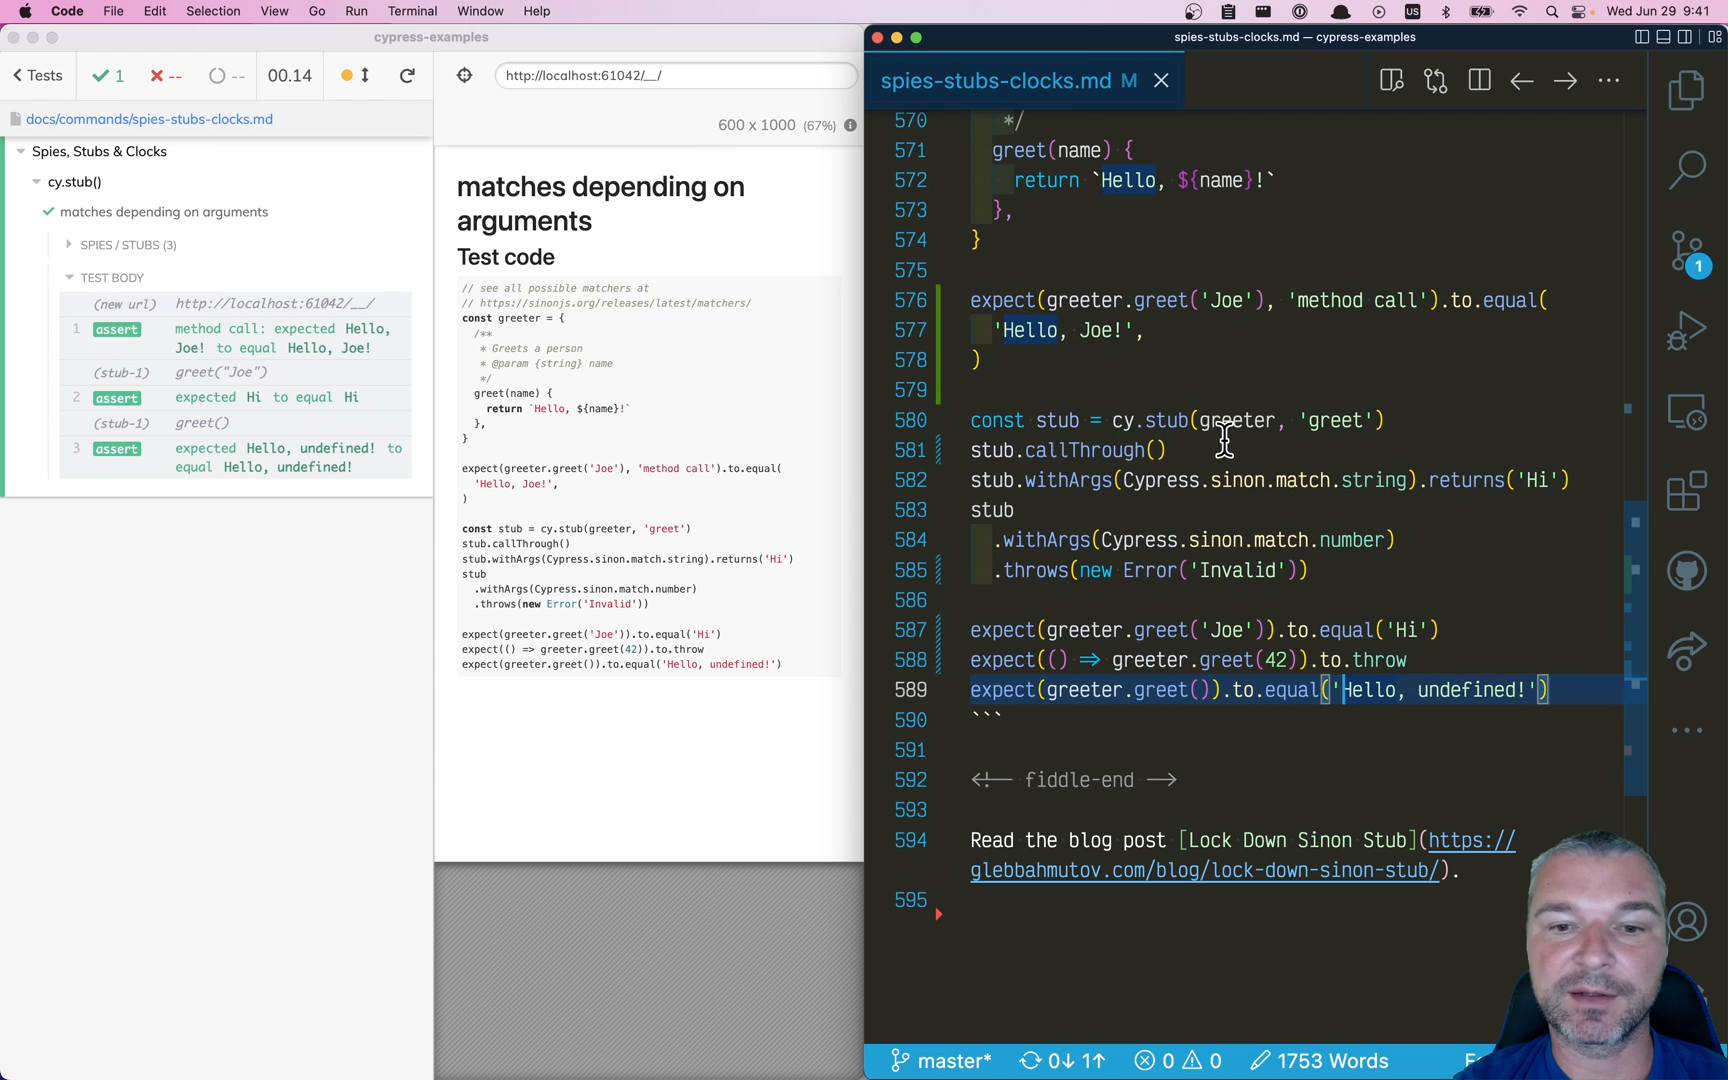 Code File Edit Selection View Go Run Terminal Window Help
US Wed Jun 29 9:41
cypress-examples
Tests 1 -- -- 00.14
http://localhost:61042/__/
docs/commands/spies-stubs-clocks.md
600 x 1000 (67%)
Spies, Stubs & Clocks
cy.stub()
matches depending on arguments
SPIES / STUBS (3)
TEST BODY
(new url) http://localhost:61042/__/
1 assert method call: expected Hello,
Joe! to equal Hello, Joe!
(stub-1) greet("Joe")
2 assert expected Hi to equal Hi
(stub-1) greet()
3 assert expected Hello, undefined! to
equal Hello, undefined!
matches depending on
arguments
Test code
// see all possible matchers at
// https://sinonjs.org/releases/latest/matchers/
const greeter = {
/**
* Greets a person
* @param {string} name
*/
greet(name) {
return `Hello, ${name}!`
},
}
expect(greeter.greet('Joe'), 'method call').to.equal(
'Hello, Joe!',
)
const stub = cy.stub(greeter, 'greet')
stub.callThrough()
stub.withArgs(Cypress.sinon.match.string).returns('Hi')
stub
.withArgs(Cypress.sinon.match.number)
.throws(new Error('Invalid'))
expect(greeter.greet('Joe')).to.equal('Hi')
expect(() => greeter.greet(42)).to.throw
expect(greeter.greet()).to.equal('Hello, undefined!')
spies-stubs-clocks.md — cypress-examples
spies-stubs-clocks.md M
570 */
571 greet(name) {
572 return `Hello, ${name}!`
573 },
574 }
575
576 expect(greeter.greet('Joe'), 'method call').to.equal(
577 'Hello, Joe!',
578 )
579
580 const stub = cy.stub(greeter, 'greet')
581 stub.callThrough()
582 stub.withArgs(Cypress.sinon.match.string).returns('Hi')
583 stub
584 .withArgs(Cypress.sinon.match.number)
585 .throws(new Error('Invalid'))
586
587 expect(greeter.greet('Joe')).to.equal('Hi')
588 expect(() => greeter.greet(42)).to.throw
589 expect(greeter.greet()).to.equal('Hello, undefined!')
590 ```
591
592 <!-- fiddle-end -->
593
594 Read the blog post [Lock Down Sinon Stub](https://
glebbahmutov.com/blog/lock-down-sinon-stub/).
595
1
master* 0↓ 1↑ 0 0 1753 Words